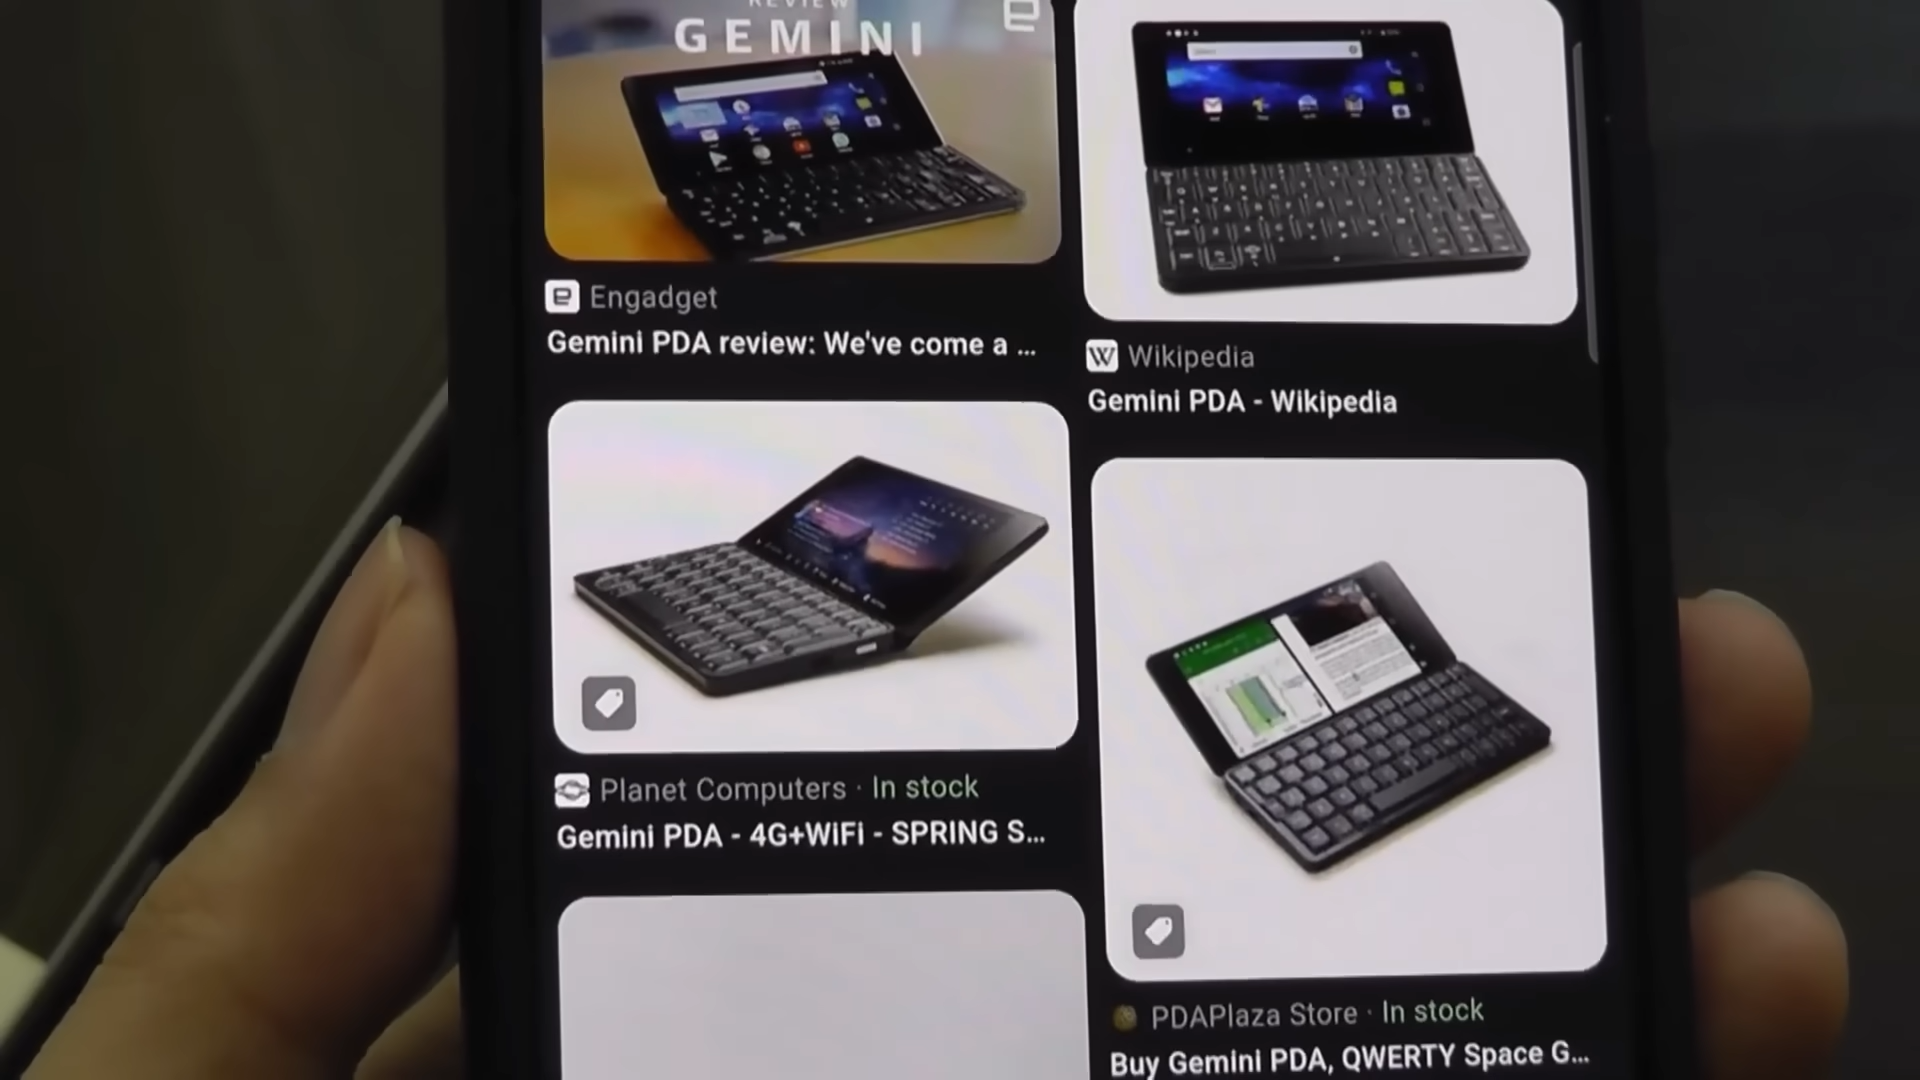 REVIEW
GEMINI
Engadget
Gemini PDA review: We've come a ...
W Wikipedia
Gemini PDA - Wikipedia
Planet Computers · In stock
Gemini PDA - 4G+WiFi - SPRING S...
PDAPlaza Store · In stock
Buy Gemini PDA, QWERTY Space G...